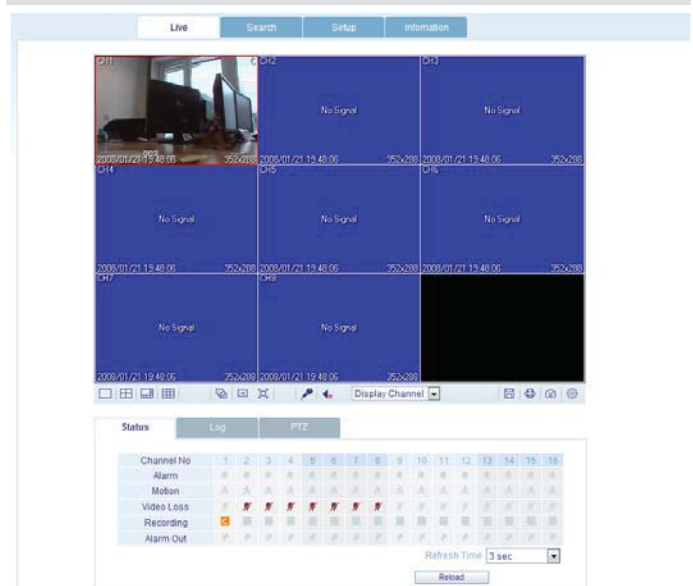 Live Search Setup Infomation
CH1 CH2 CH3
No Signal No Signal
2008/01/21 19:48:06 352x288 2008/01/21 19:48:06 352x288 2008/01/21 19:48:06 352x288
CH4 CH5 CH6
No Signal No Signal No Signal
2008/01/21 19:48:06 352x288 2008/01/21 19:48:06 352x288 2008/01/21 19:48:06 352x288
CH7 CH8
No Signal No Signal
2008/01/21 19:48:06 352x288 2008/01/21 19:48:06 352x288
Display Channel
Status Log PTZ
Channel No 1 2 3 4 5 6 7 8 9 10 11 12 13 14 15 16
Alarm
Motion
Video Loss
Recording C
Alarm Out
Refresh Time 3 sec
Reload